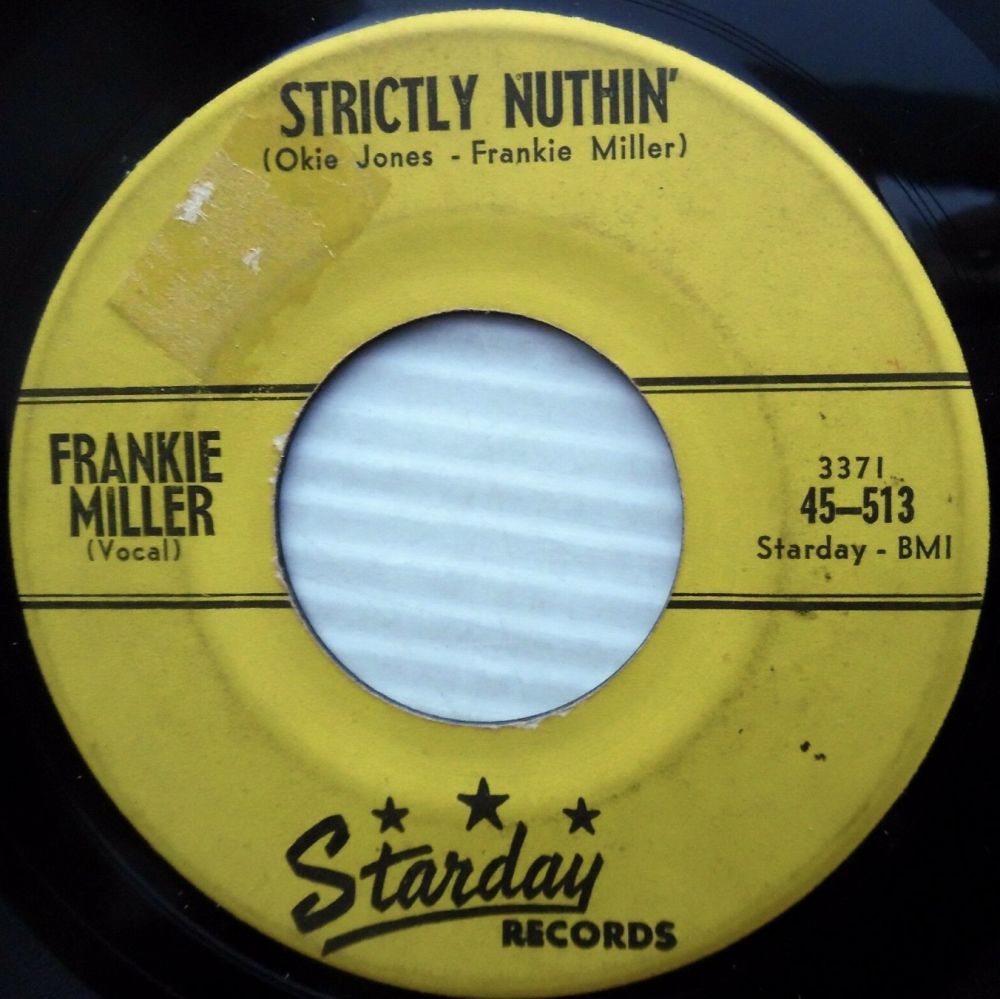 STRICTLY NUTHIN'
(Okie Jones - Frankie Miller)
FRANKIE
MILLER
(Vocal)
3371
45-513
Starday - BMI
Starday
RECORDS